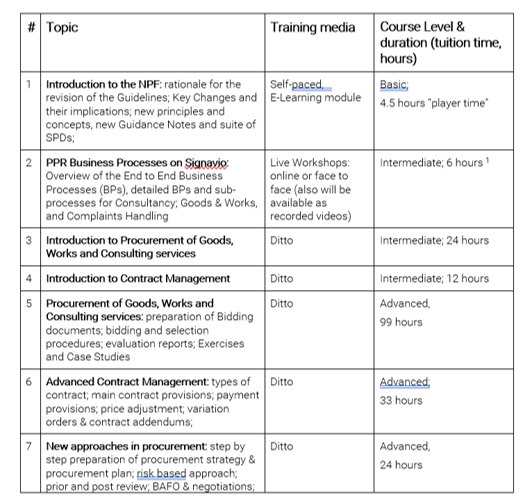 # Topic Training media Course Level &
duration (tuition time,
hours)
1 Introduction to the NPF: rationale for the
revision of the Guidelines; Key Changes and
their implications; new principles and
concepts, new Guidance Notes and suite of
SPDs;
Self-paced,
E-Learning module
Basic;
4.5 hours "player time"
2 PPR Business Processes on Signavio:
Overview of the End to End Business
Processes (BPs), detailed BPs and sub-
processes for Consultancy; Goods & Works,
and Complaints Handling
Live Workshops:
online or face to
face (also will be
available as
recorded videos)
Intermediate; 6 hours 1
3 Introduction to Procurement of Goods,
Works and Consulting services
Ditto
Intermediate; 24 hours
4 Introduction to Contract Management
Ditto
Intermediate; 12 hours
5 Procurement of Goods, Works and
Consulting services: preparation of Bidding
documents; bidding and selection
procedures; evaluation reports; Exercises
and Case Studies
Ditto
Advanced,
99 hours
6 Advanced Contract Management: types of
contract; main contract provisions; payment
provisions; price adjustment; variation
orders & contract addendums;
Ditto
Advanced;
33 hours
7 New approaches in procurement: step by
step preparation of procurement strategy &
procurement plan; risk based approach;
prior and post review; BAFO & negotiations;
Ditto
Advanced,
24 hours